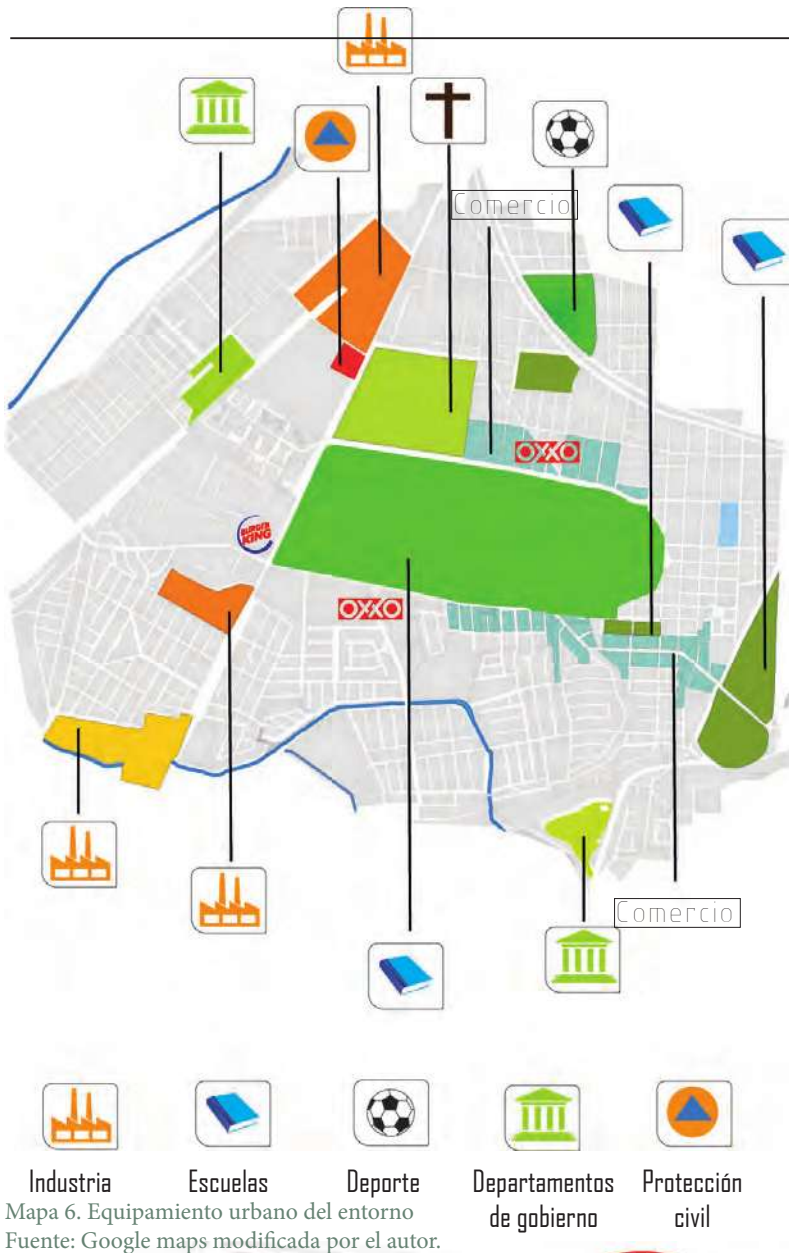 Comercio
OXXO
BURGER
KING
OXXO
Comercio
Industria
Escuelas
Deporte
Departamentos
de gobierno
Protección
civil
Mapa 6. Equipamiento urbano del entorno
Fuente: Google maps modificada por el autor.